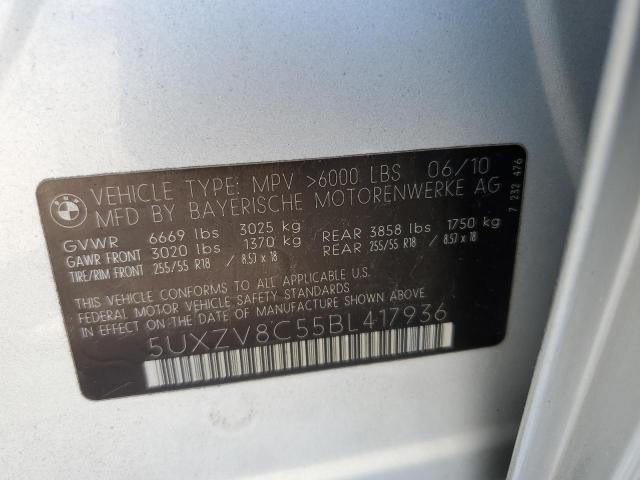 BMW
VEHICLE TYPE: MPV >6000 LBS 06/10
MFD BY BAYERISCHE MOTORENWERKE AG
GVWR 6669 lbs 3025 kg
GAWR FRONT 3020 lbs 1370 kg REAR 3858 lbs 1750 kg
TIRE/RIM FRONT 255/55 R18 / 8.5J x 18 REAR 255/55 R18 / 8.5J x 18
THIS VEHICLE CONFORMS TO ALL APPLICABLE U.S.
FEDERAL MOTOR VEHICLE SAFETY STANDARDS
IN EFFECT ON THE DATE OF MANUFACTURE SHOWN ABOVE.
5UXZV8C55BL417936
7 232 476